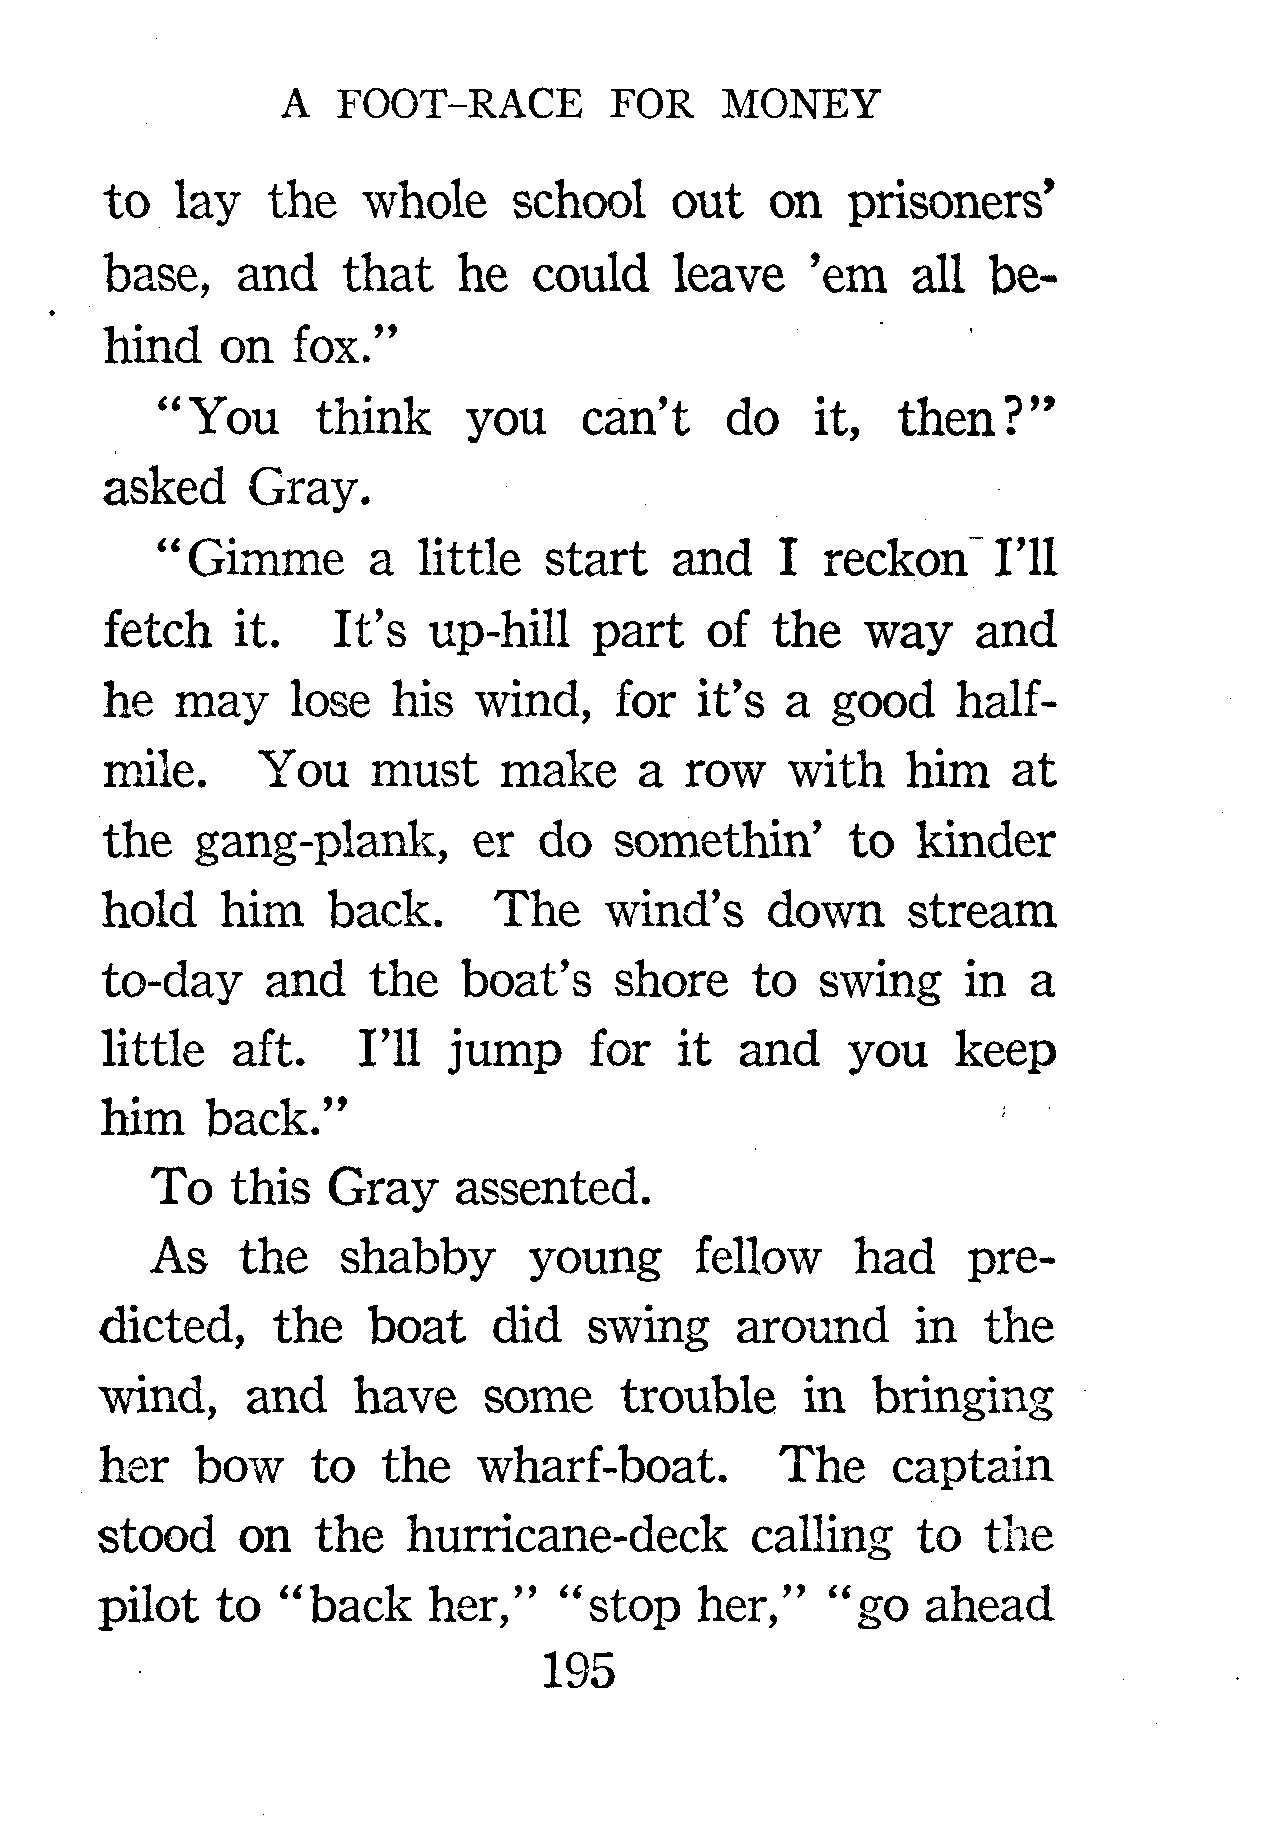 A FOOT-RACE FOR MONEY
to lay the whole school out on prisoners'
base, and that he could leave 'em all be-
hind on fox."
"You think you can't do it, then?"
asked Gray.
"Gimme a little start and I reckon I'll
fetch it. It's up-hill part of the way and
he may lose his wind, for it's a good half-
mile. You must make a row with him at
the gang-plank, er do somethin' to kinder
hold him back. The wind's down stream
to-day and the boat's shore to swing in a
little aft. I'll jump for it and you keep
him back."
To this Gray assented.
As the shabby young fellow had pre-
dicted, the boat did swing around in the
wind, and have some trouble in bringing
her bow to the wharf-boat. The captain
stood on the hurricane-deck calling to the
pilot to "back her," "stop her," "go ahead
195